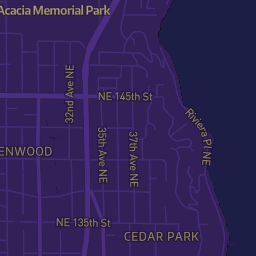 Acacia Memorial Park
32nd Ave NE
NE 145th St
Riviera Pl NE
35th Ave NE
37th Ave NE
ENWOOD
NE 135th St
CEDAR PARK